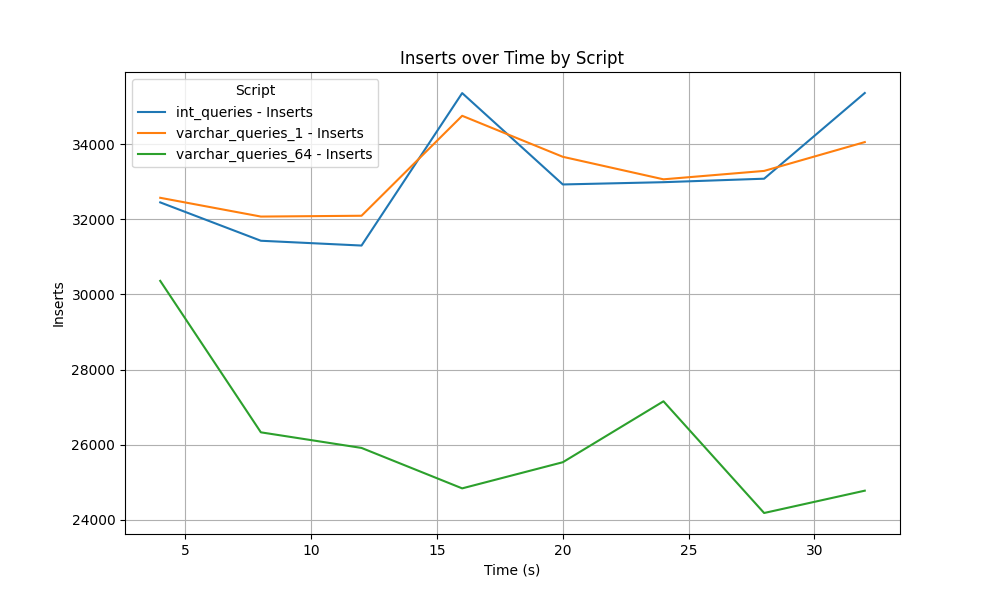 Inserts over Time by Script
Script
int_queries - Inserts
varchar_queries_1 - Inserts
varchar_queries_64 - Inserts
34000
32000
30000
28000
26000
24000
Inserts
5 10 15 20 25 30
Time (s)